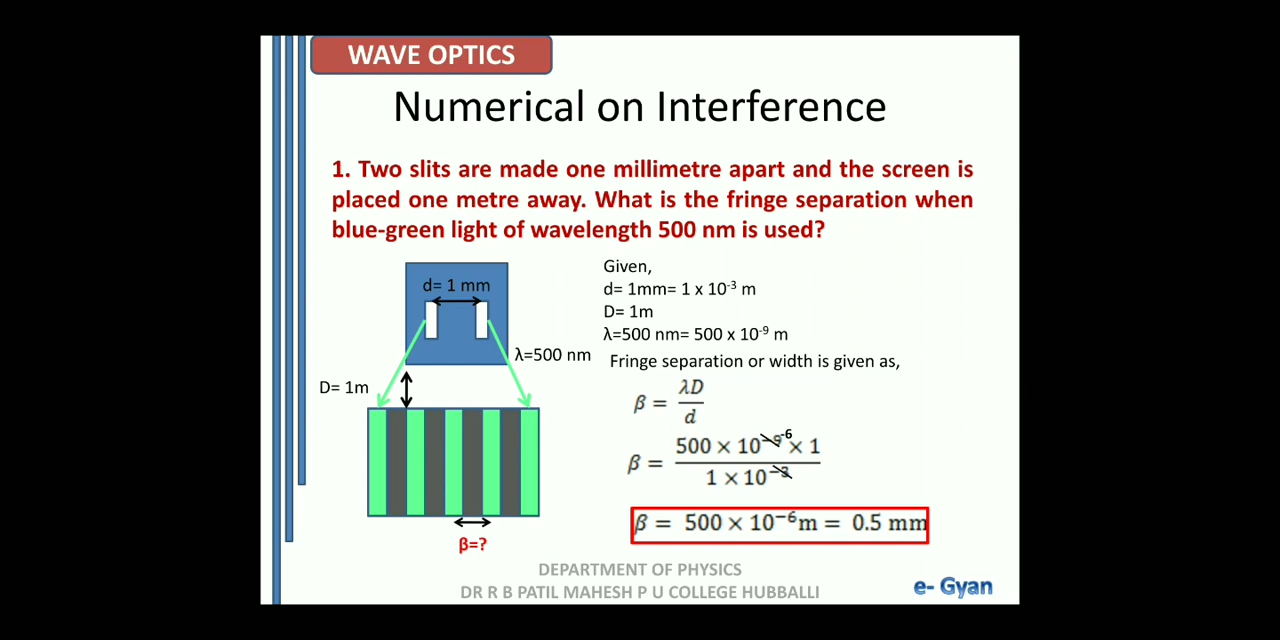 WAVE OPTICS
Numerical on Interference
1. Two slits are made one millimetre apart and the screen is
placed one metre away. What is the fringe separation when
blue-green light of wavelength 500 nm is used?
d= 1 mm
λ=500 nm
D= 1m
β=?
Given,
d= 1mm= 1 x 10⁻³ m
D= 1m
λ=500 nm= 500 x 10⁻⁹ m
Fringe separation or width is given as,
β = λD/d
β = 500 × 10⁻⁹ ⁻⁶ × 1 / 1 × 10⁻³
β = 500 × 10⁻⁶m = 0.5 mm
DEPARTMENT OF PHYSICS
DR R B PATIL MAHESH P U COLLEGE HUBBALLI
e- Gyan